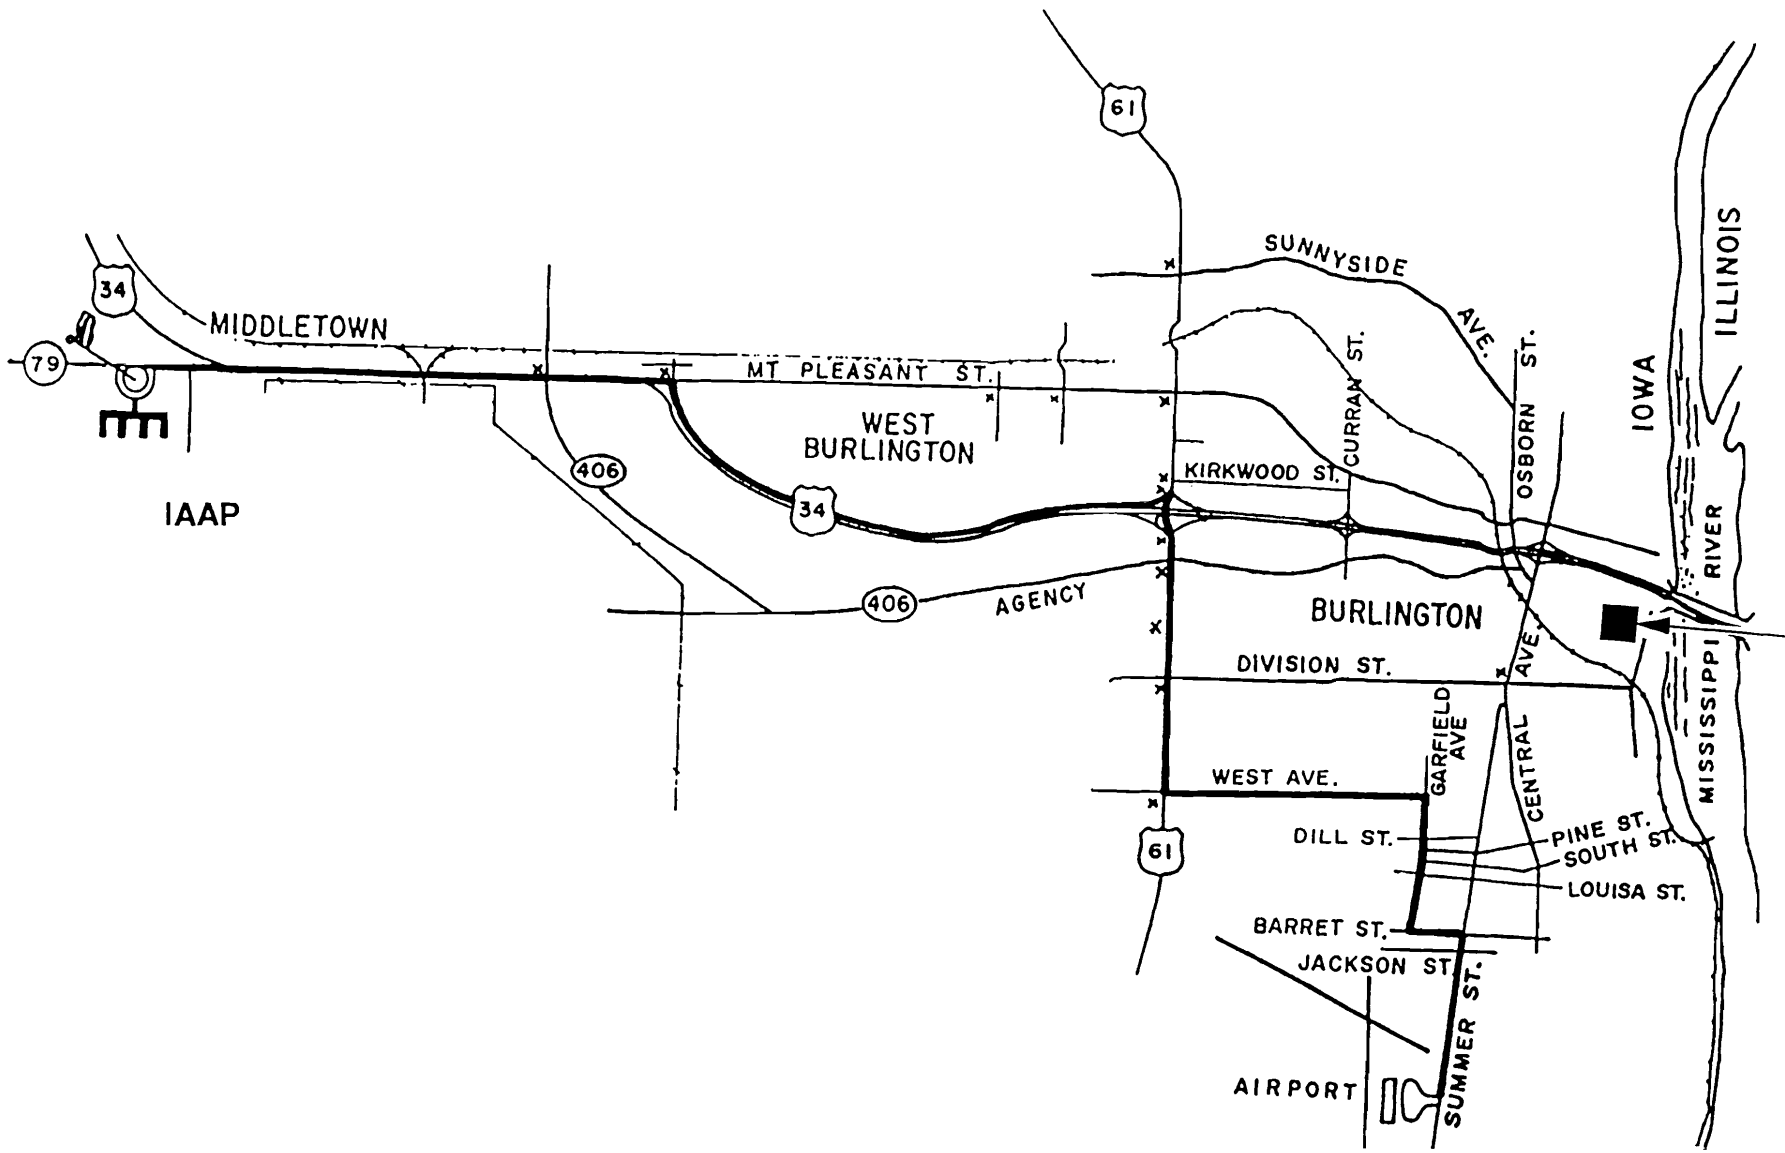 61
SUNNYSIDE
AVE.
ILLINOIS
34
MIDDLETOWN
79
MT PLEASANT ST.
CURRAN ST.
OSBORN ST.
IOWA
WEST
BURLINGTON
406
KIRKWOOD ST.
34
IAAP
406
AGENCY
BURLINGTON
MISSISSIPPI RIVER
DIVISION ST.
CENTRAL AVE.
GARFIELD
AVE
WEST AVE.
61
DILL ST.
PINE ST.
SOUTH ST.
LOUISA ST.
BARRET ST.
JACKSON ST.
SUMMER ST.
AIRPORT